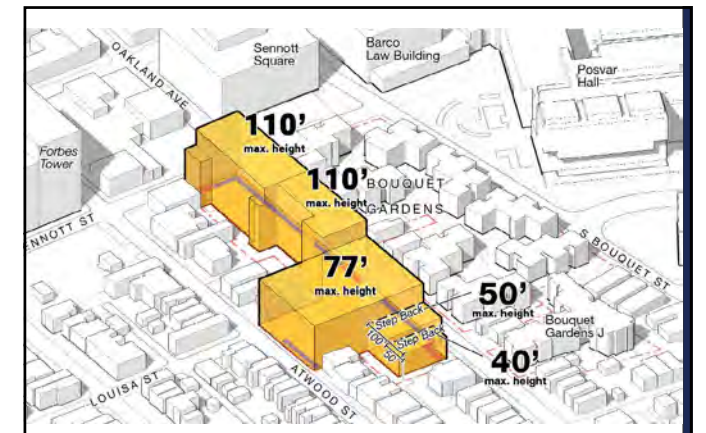 OAKLAND AVE
Sennott
Square
Barco
Law Building
Posvar
Hall
Forbes
Tower
110'
max. height
110'
max. height
BOUQUET
GARDENS
ENNOTT ST
S BOUQUET ST
77'
max. height
50'
max. height
Step Back
Step Back
100'
50'
Bouquet
Gardens J
40'
max. height
LOUISA ST
ATWOOD ST